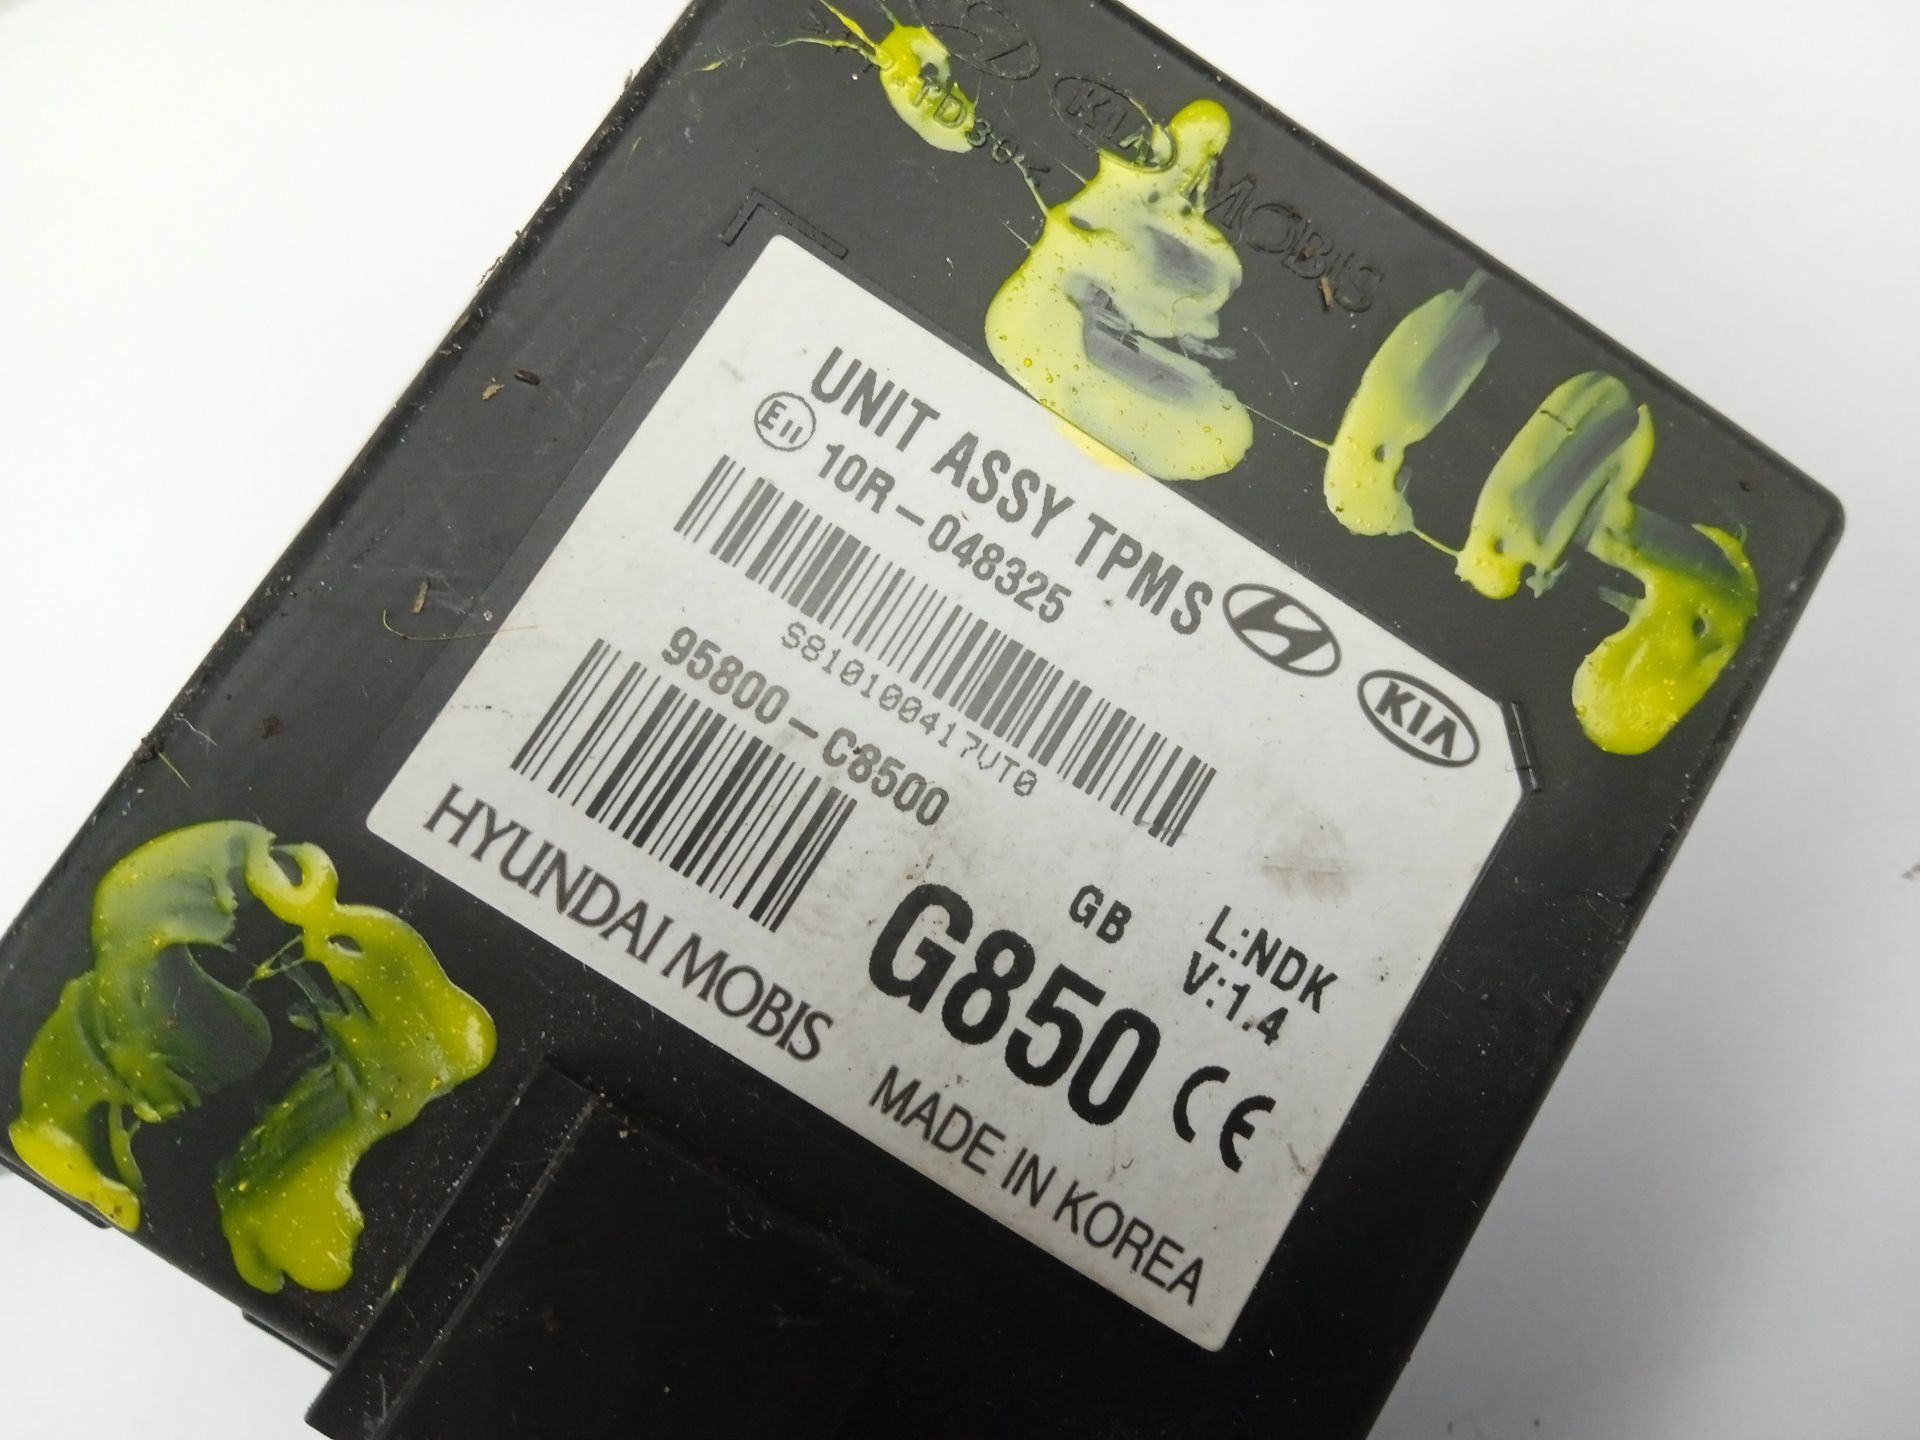 KIA MOBIS
UNIT ASSY TPMS
E11 10R-048325
KIA
S810100417VT0
95800-C8500
GB L:NDK
V:1.4
G850 CE
HYUNDAI MOBIS MADE IN KOREA